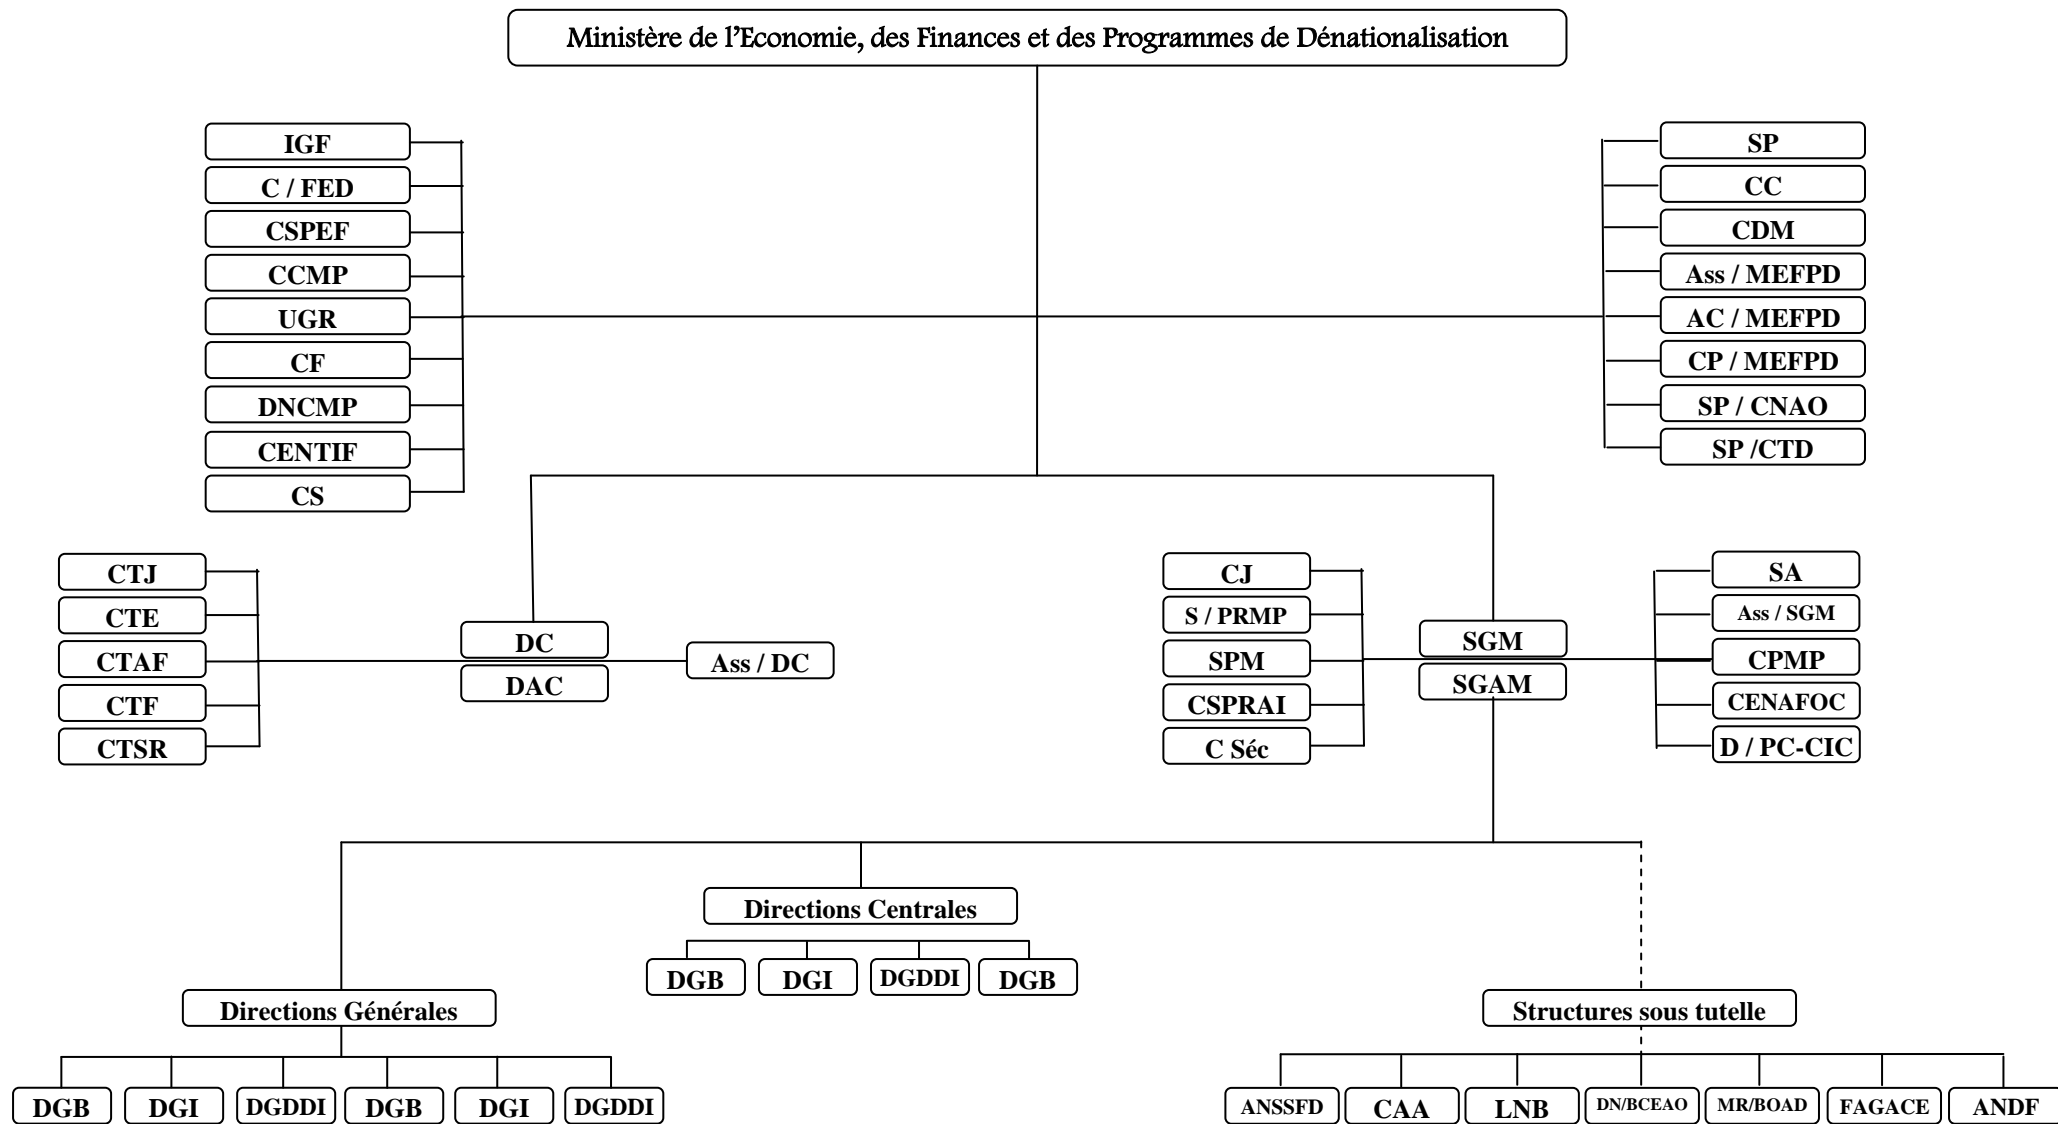 Ministère de l'Economie, des Finances et des Programmes de Dénationalisation
IGF
C / FED
CSPEF
CCMP
UGR
CF
DNCMP
CENTIF
CS
SP
CC
CDM
Ass / MEFPD
AC / MEFPD
CP / MEFPD
SP / CNAO
SP /CTD
CTJ
CTE
CTAF
CTF
CTSR
DC
DAC
Ass / DC
CJ
S / PRMP
SPM
CSPRAI
C Séc
SGM
SGAM
SA
Ass / SGM
CPMP
CENAFOC
D / PC-CIC
Directions Centrales
DGB
DGI
DGDDI
DGB
Directions Générales
DGB
DGI
DGDDI
DGB
DGI
DGDDI
Structures sous tutelle
ANSSFD
CAA
LNB
DN/BCEAO
MR/BOAD
FAGACE
ANDF